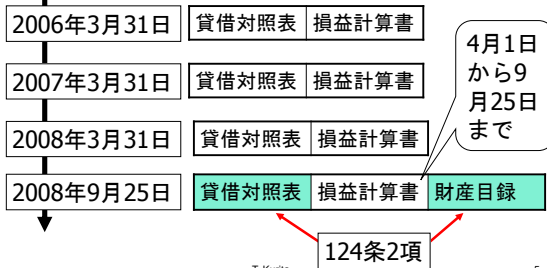 2006年3月31日 貸借対照表 損益計算書
2007年3月31日 貸借対照表 損益計算書
2008年3月31日 貸借対照表 損益計算書
2008年9月25日 貸借対照表 損益計算書 財産目録
4月1日
から9
月25日
まで
124条2項